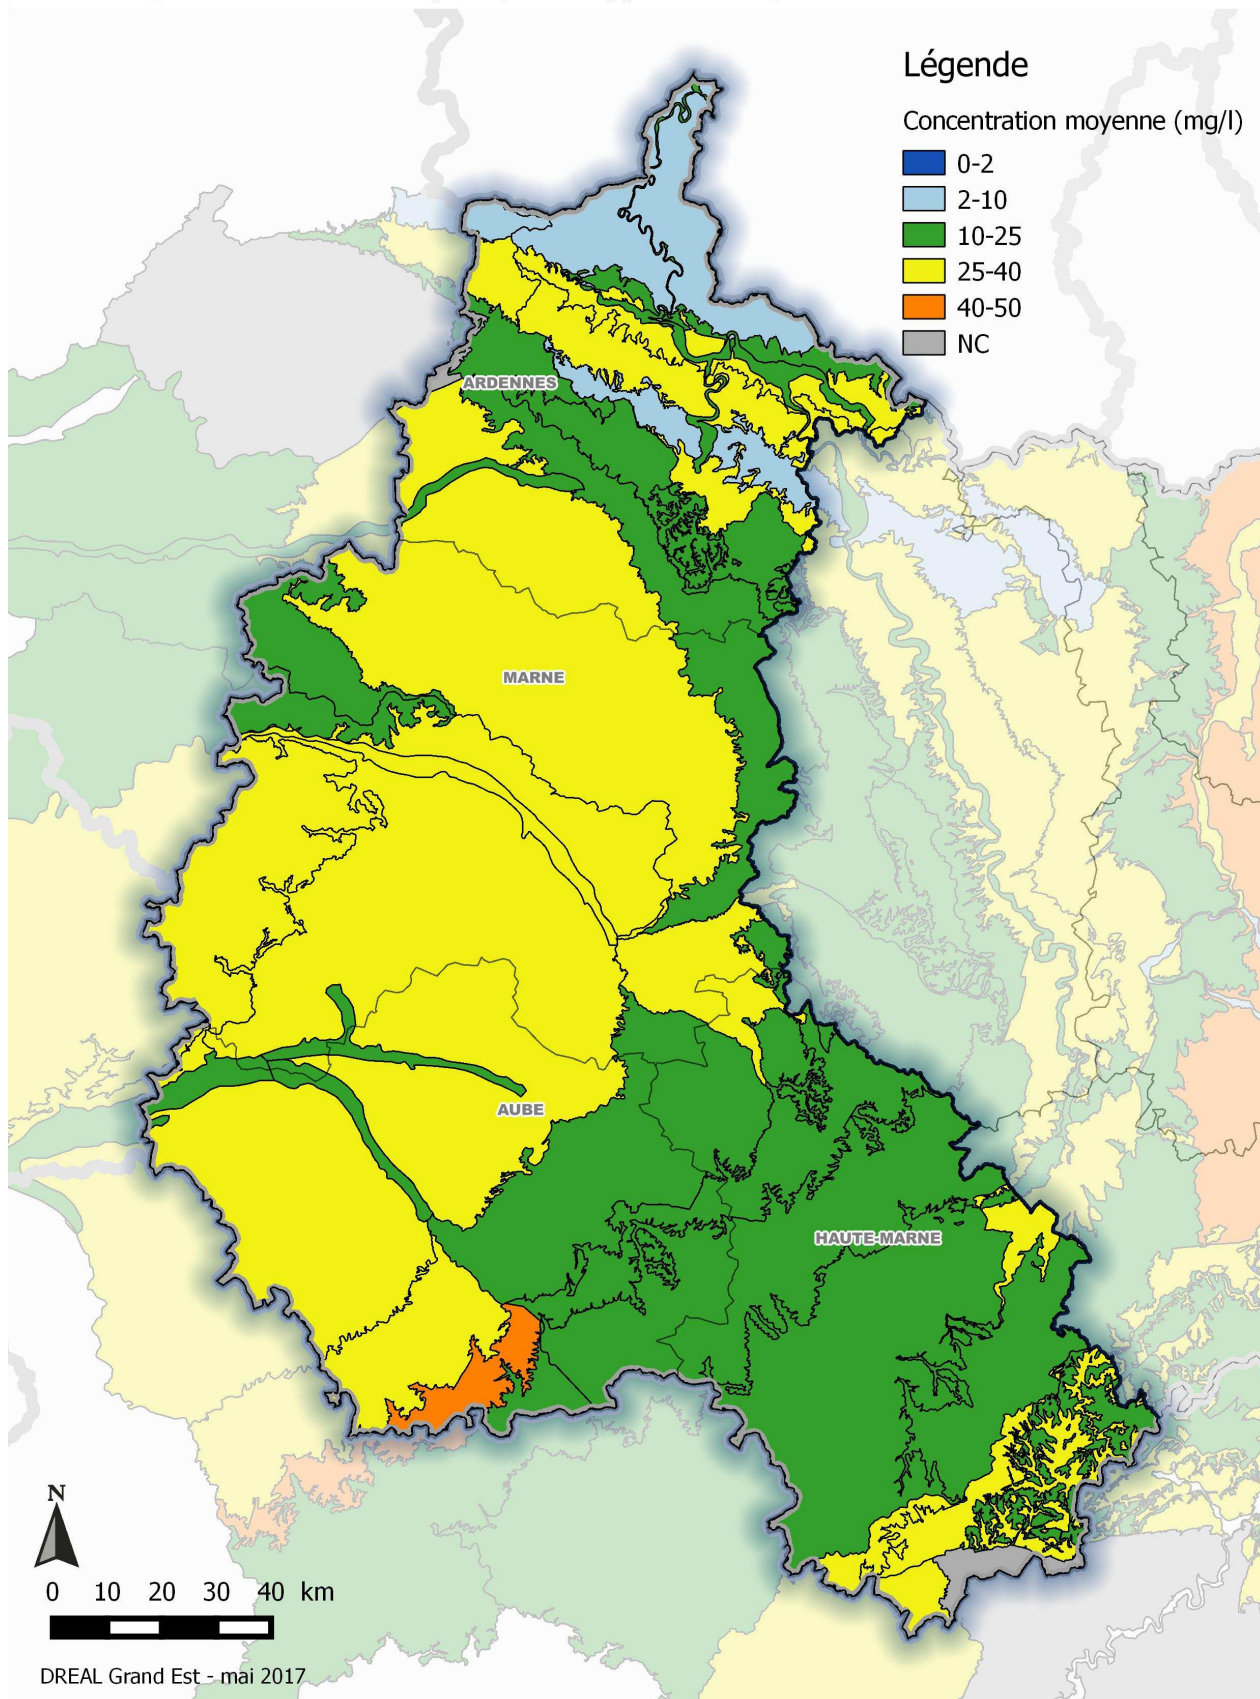 Légende
Concentration moyenne (mg/l)
0-2
2-10
10-25
25-40
40-50
NC
ARDENNES
MARNE
AUBE
HAUTE-MARNE
N
0 10 20 30 40 km
DREAL Grand Est - mai 2017